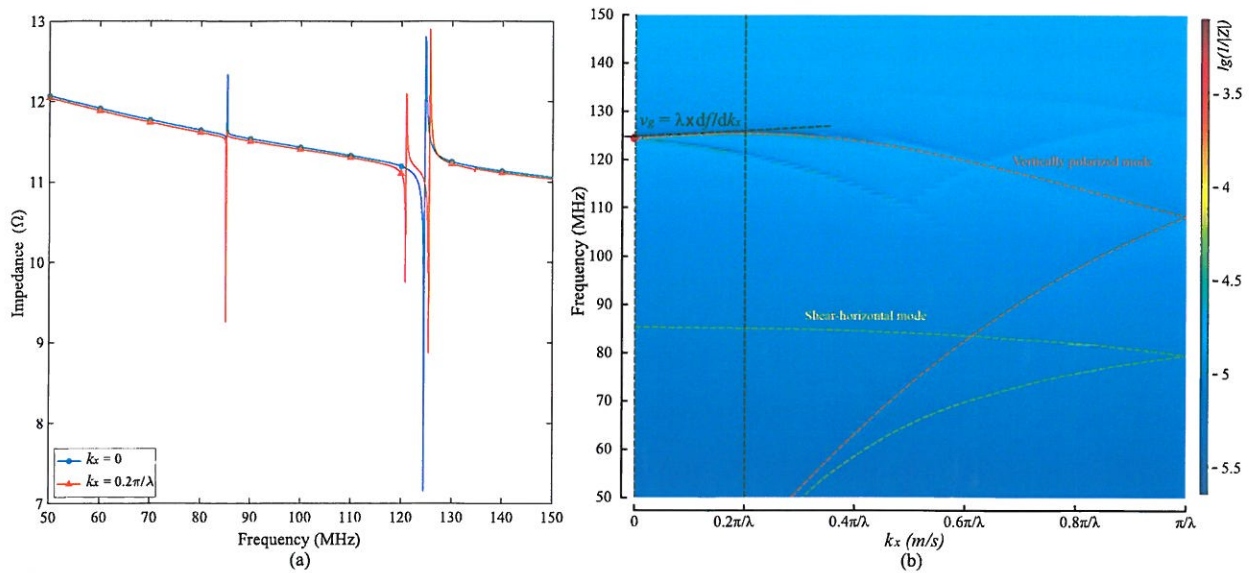 13
12
11
10
9
8
7
Impedance (Ω)
kx = 0
kx = 0.2π/λ
50 60 70 80 90 100 110 120 130 140 150
Frequency (MHz)
(a)
150
140
130
120
110
100
90
80
70
60
50
Frequency (MHz)
vg = λxdf/dkx
Vertically polarized mode
Shear-horizontal mode
0 0.2π/λ 0.4π/λ 0.6π/λ 0.8π/λ π/λ
kx (m/s)
(b)
lg(1/|Z|)
- 3.5
- 4
- 4.5
- 5
- 5.5